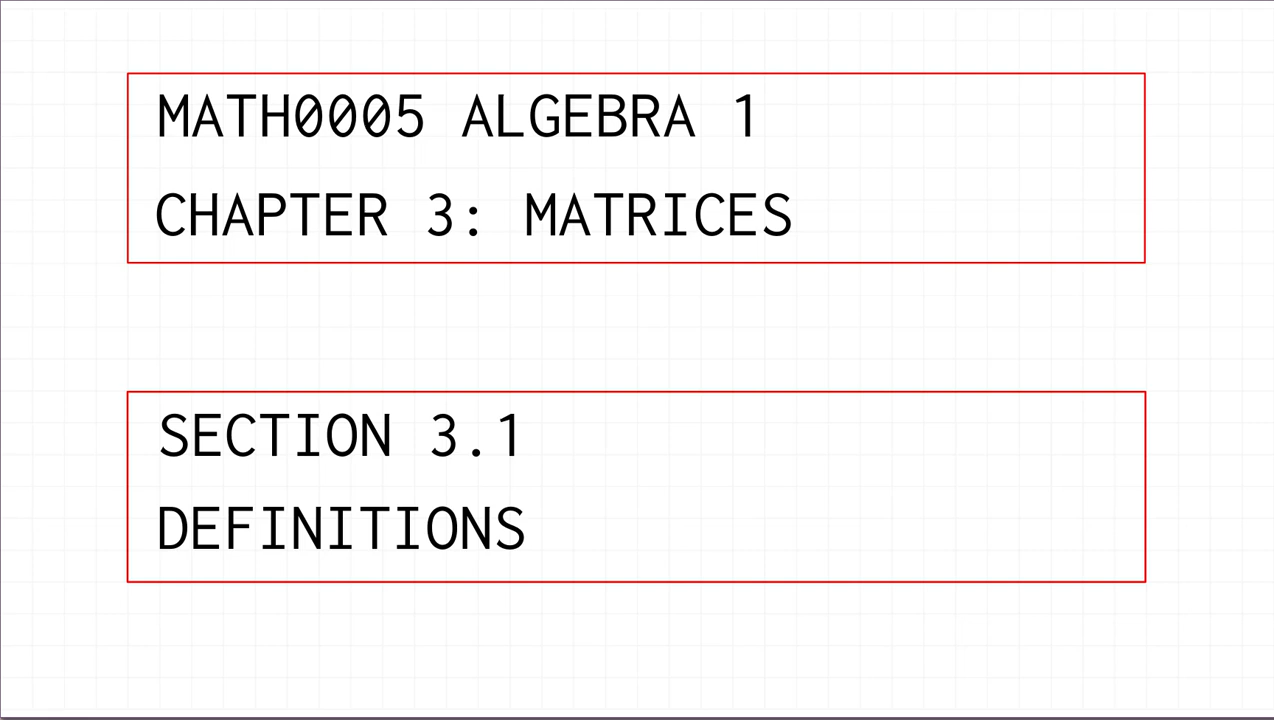 MATH0005 ALGEBRA 1
CHAPTER 3: MATRICES
SECTION 3.1
DEFINITIONS